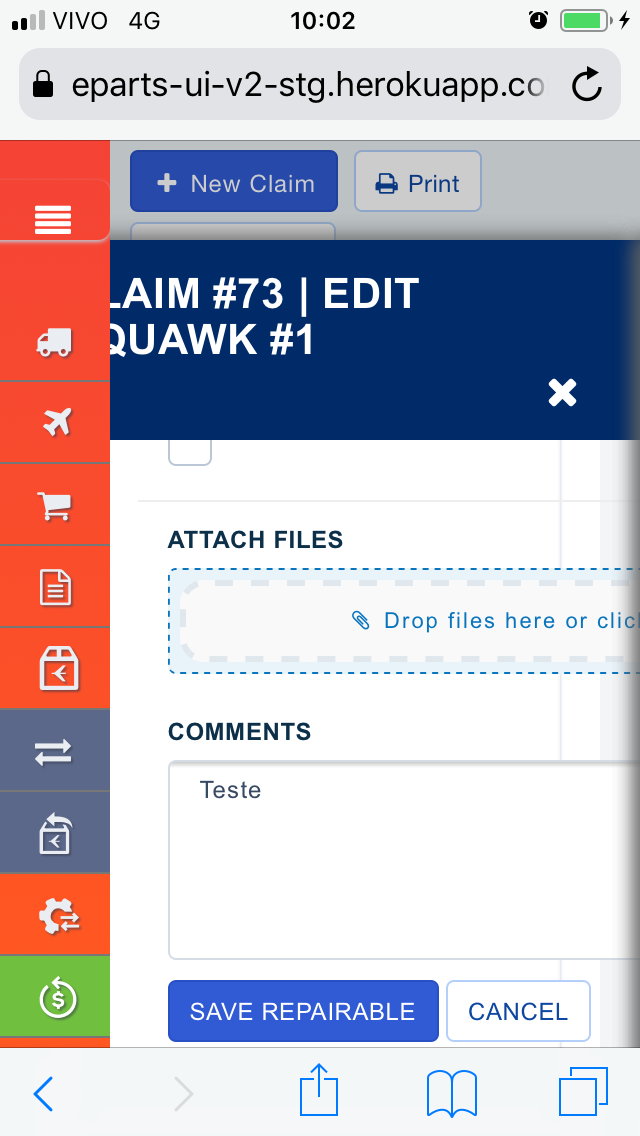 VIVO 4G 10:02
eparts-ui-v2-stg.herokuapp.co
New Claim Print
LAIM #73 | EDIT
QUAWK #1
ATTACH FILES
Drop files here or clic
COMMENTS
Teste
SAVE REPAIRABLE CANCEL